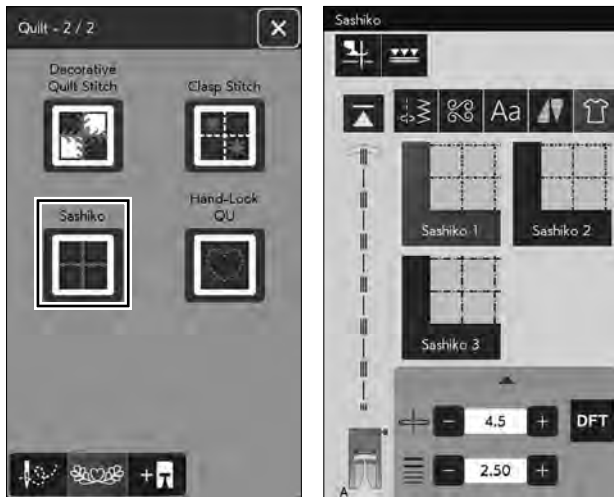 Quilt - 2 / 2
Decorative
Quilt Stitch
Clasp Stitch
Sashiko
Hand-Look
QU
Sashiko
Aa
Sashiko 1
Sashiko 2
Sashiko 3
4.5
DFT
2.50
A